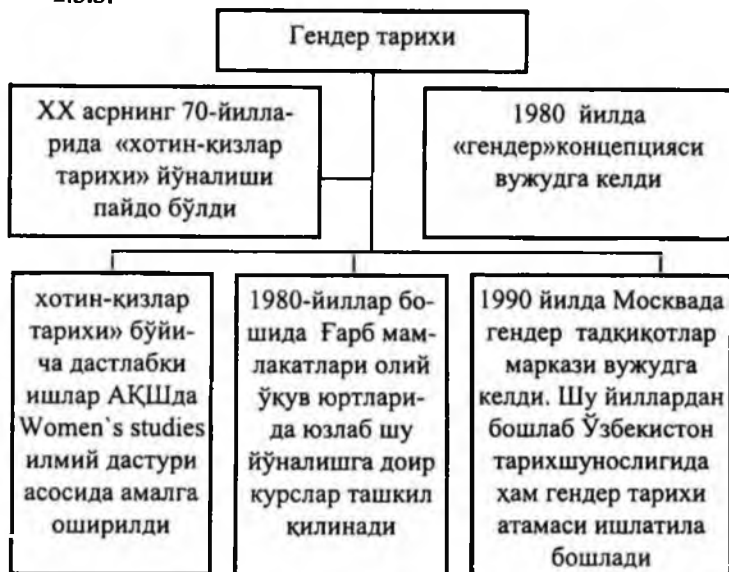 Гендер тарихи
XX асрнинг 70-йилла-
рида «хотин-қизлар
тарихи» йўналиши
пайдо бўлди
1980 йилда
«гендер»концепцияси
вужудга келди
хотин-қизлар
тарихи» бўйи-
ча дастлабки
ишлар АҚШда
Women`s studies
илмий дастури
асосида амалга
оширилди
1980-йиллар бо-
шида Ғарб мам-
лакатлари олий
ўқув юртлари-
да юзлаб шу
йўналишга доир
курслар ташкил
қилинади
1990 йилда Москвада
гендер тадқиқотлар
маркази вужудга
келди. Шу йиллардан
бошлаб Ўзбекистон
тарихшунослигида
ҳам гендер тарихи
атамаси ишлатила
бошлади